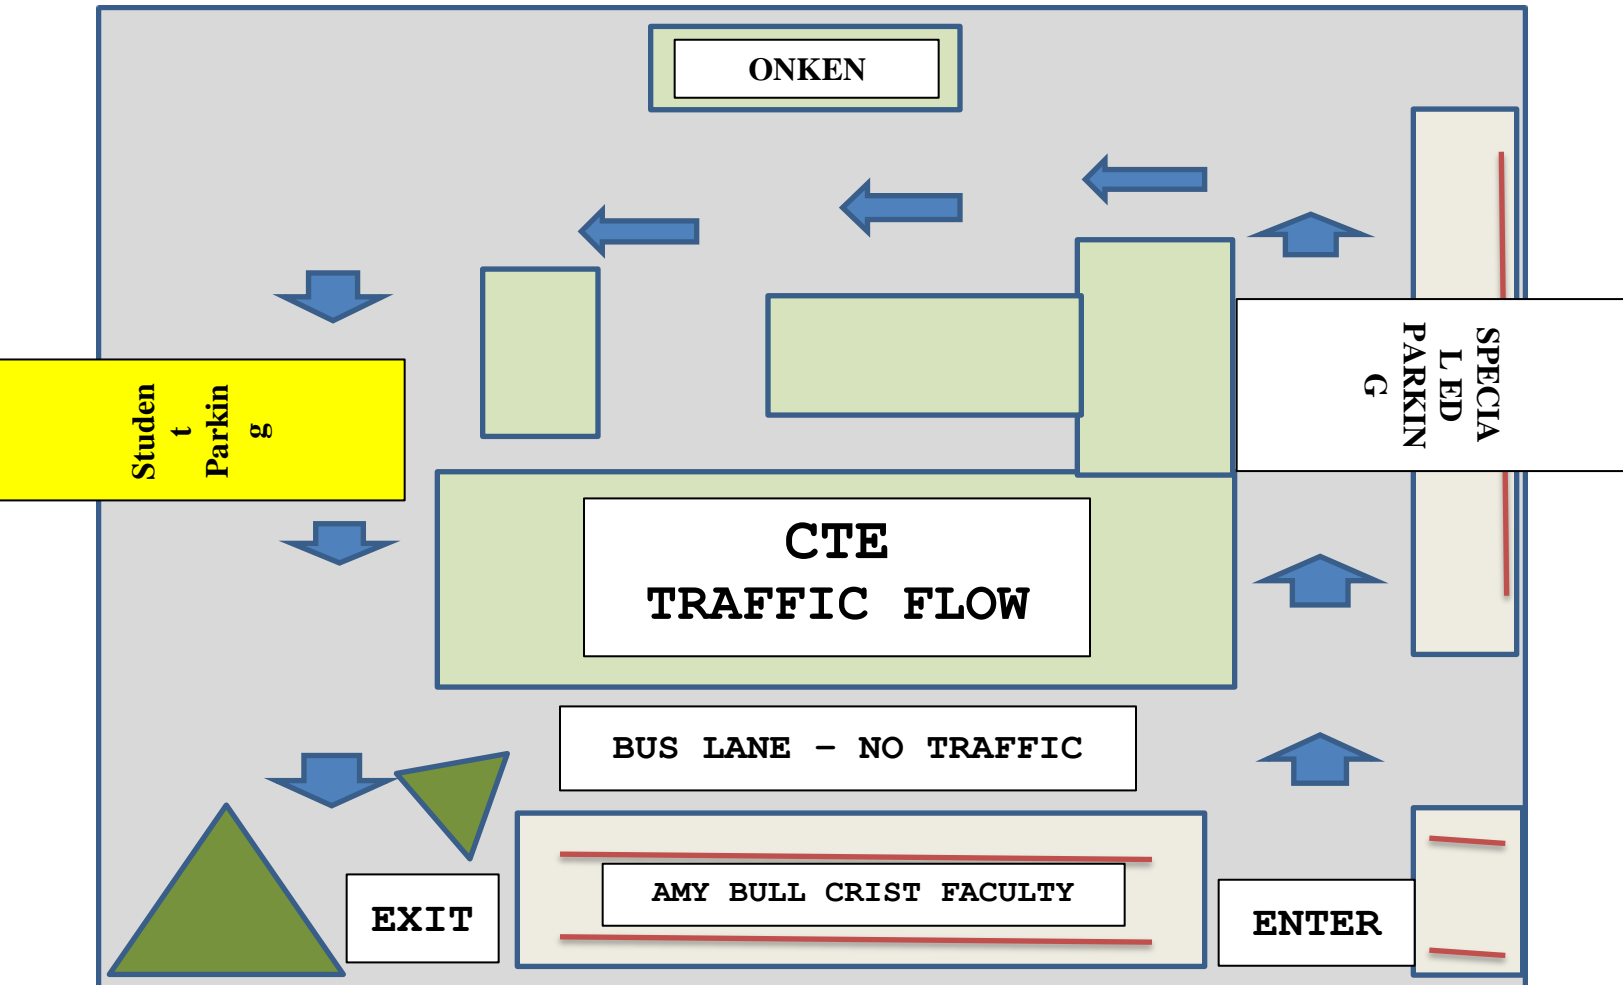 ONKEN
SPECIA
L ED
PARKIN
G
Studen
t
Parkin
g
CTE
TRAFFIC FLOW
BUS LANE – NO TRAFFIC
AMY BULL CRIST FACULTY
EXIT
ENTER